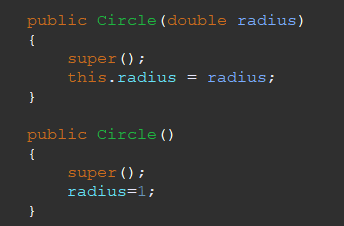 public Circle(double radius)
{
super();
this.radius = radius;
}
public Circle()
{
super();
radius=1;
}